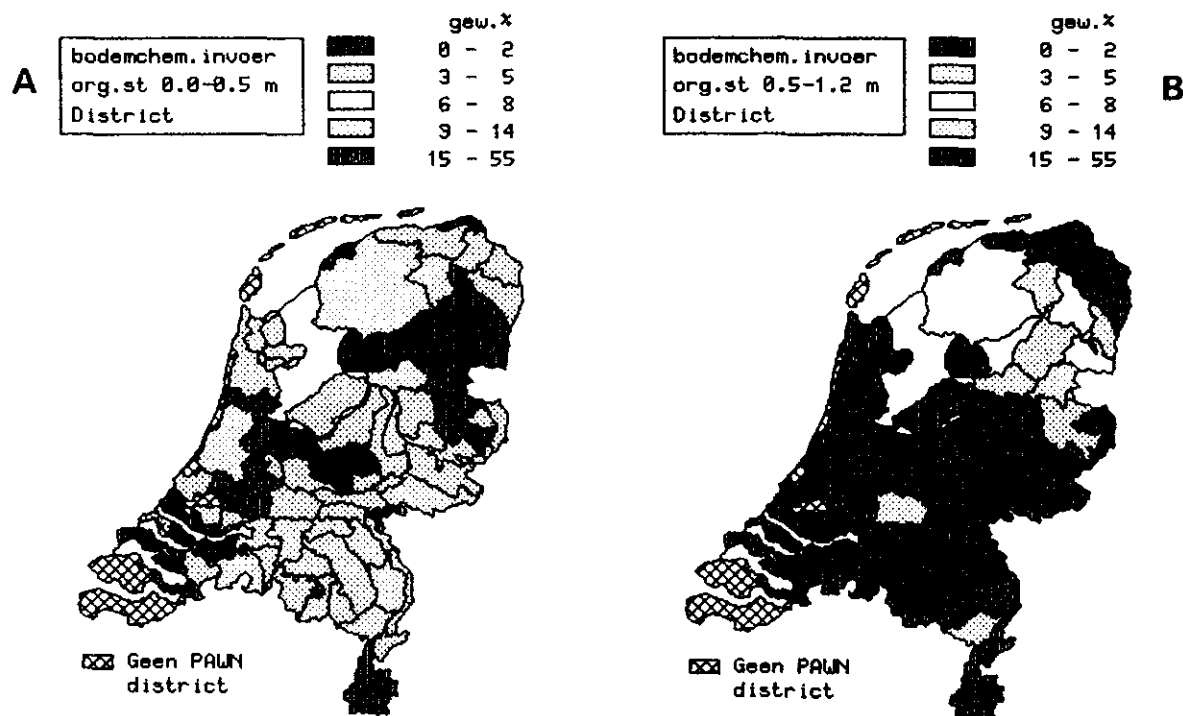 A
bodemchem.invoer
org.st 0.0-0.5 m
District
gew.%
0 - 2
3 - 5
6 - 8
9 - 14
15 - 55
Geen PAWN
district
bodemchem.invoer
org.st 0.5-1.2 m
District
gew.%
0 - 2
3 - 5
6 - 8
9 - 14
15 - 55
B
Geen PAWN
district